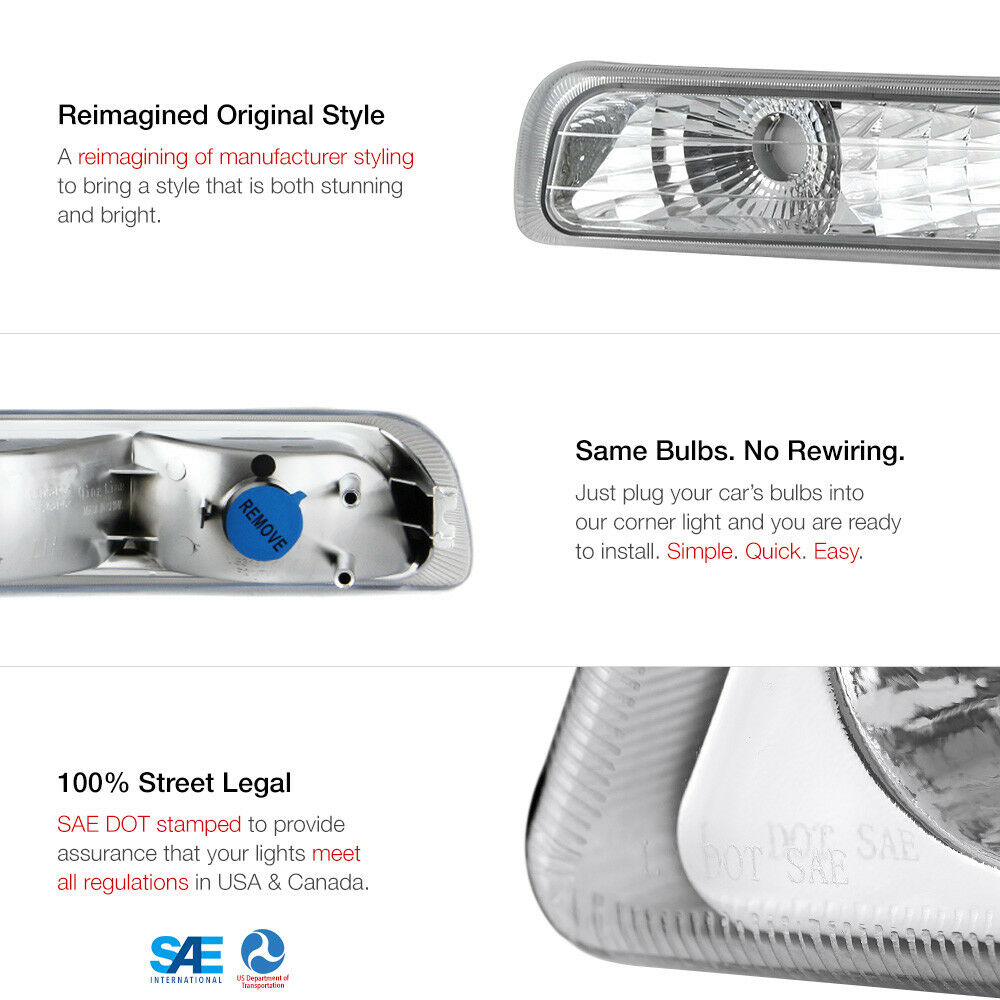 Reimagined Original Style
A reimagining of manufacturer styling
to bring a style that is both stunning
and bright.
REMOVE
Same Bulbs. No Rewiring.
Just plug your car's bulbs into
our corner light and you are ready
to install. Simple. Quick. Easy.
100% Street Legal
SAE DOT stamped to provide
assurance that your lights meet
all regulations in USA & Canada.
L DOT SAE
L DOT SAE
SAE
INTERNATIONAL
US Department of
Transportation